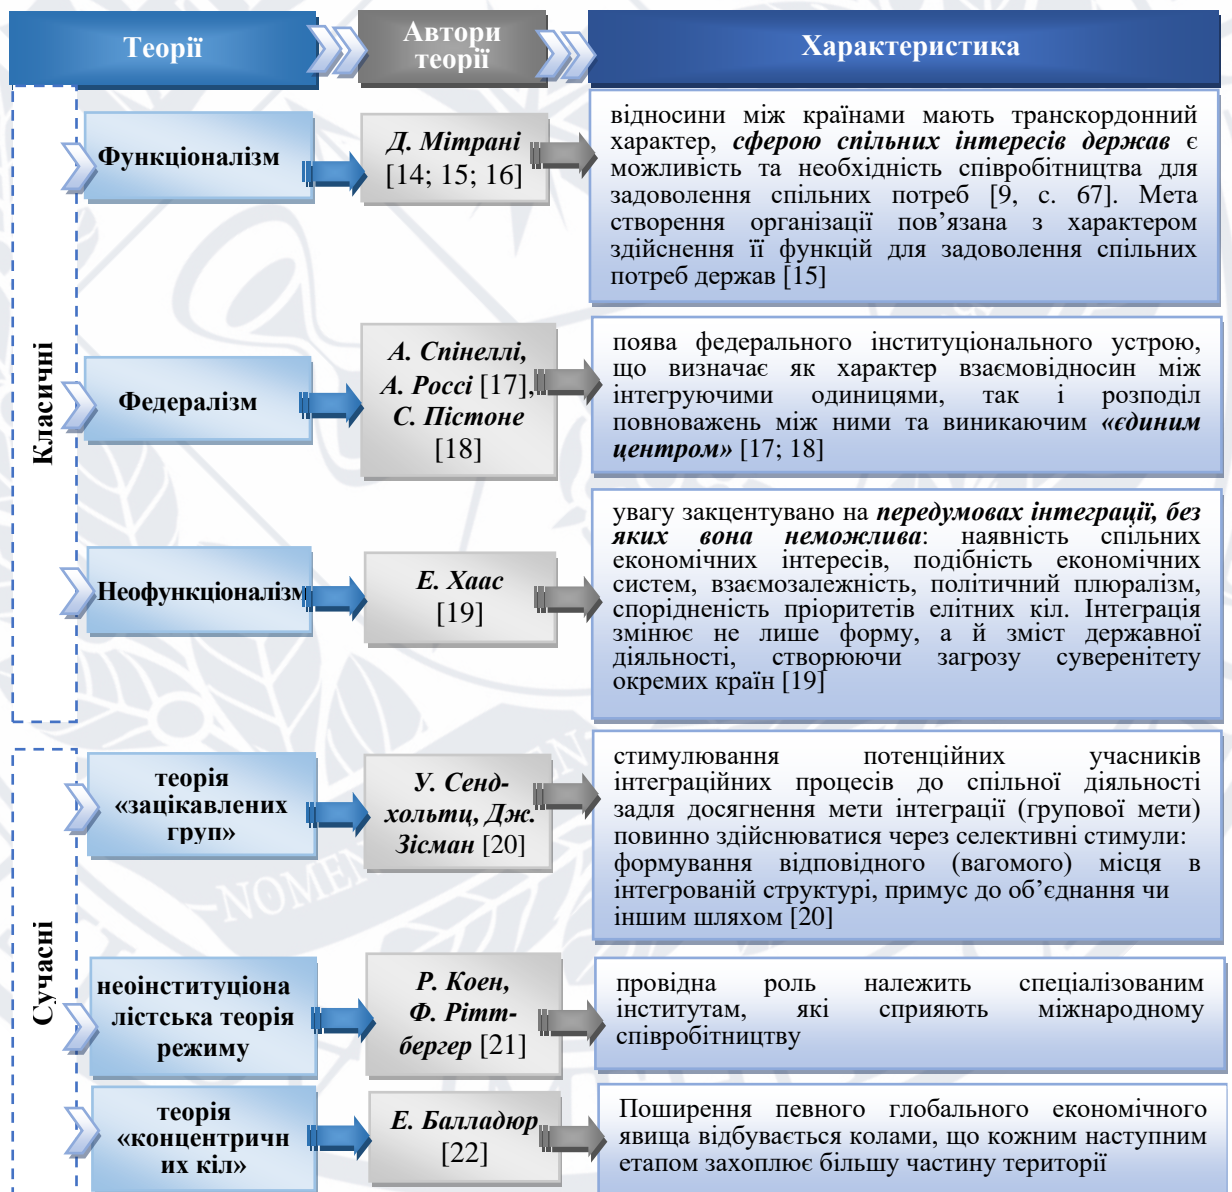 Теорії
Автори
теорії
Характеристика
Класичні
Функціоналізм
Д. Мітрані
[14; 15; 16]
відносини між країнами мають транскордонний
характер, сферою спільних інтересів держав є
можливість та необхідність співробітництва для
задоволення спільних потреб [9, с. 67]. Мета
створення організації пов’язана з характером
здійснення її функцій для задоволення спільних
потреб держав [15]
Федералізм
А. Спінеллі,
А. Россі [17],
С. Пістоне
[18]
поява федерального інституціонального устрою,
що визначає як характер взаємовідносин між
інтегруючими одиницями, так і розподіл
повноважень між ними та виникаючим «єдиним
центром» [17; 18]
Неофункціоналізм
Е. Хаас
[19]
увагу закцентувано на передумовах інтеграції, без
яких вона неможлива: наявність спільних
економічних інтересів, подібність економічних
систем, взаємозалежність, політичний плюралізм,
спорідненість пріоритетів елітних кіл. Інтеграція
змінює не лише форму, а й зміст державної
діяльності, створюючи загрозу суверенітету
окремих країн [19]
Сучасні
теорія
«зацікавлених
груп»
У. Сенд-
хольтц, Дж.
Зісман [20]
стимулювання потенційних учасників
інтеграційних процесів до спільної діяльності
задля досягнення мети інтеграції (групової мети)
повинно здійснюватися через селективні стимули:
формування відповідного (вагомого) місця в
інтегрованій структурі, примус до об’єднання чи
іншим шляхом [20]
неоінституціона
лістська теорія
режиму
Р. Коен,
Ф. Рітт-
бергер [21]
провідна роль належить спеціалізованим
інститутам, які сприяють міжнародному
співробітництву
теорія
«концентричн
их кіл»
Е. Балладюр
[22]
Поширення певного глобального економічного
явища відбувається колами, що кожним наступним
етапом захоплює більшу частину території